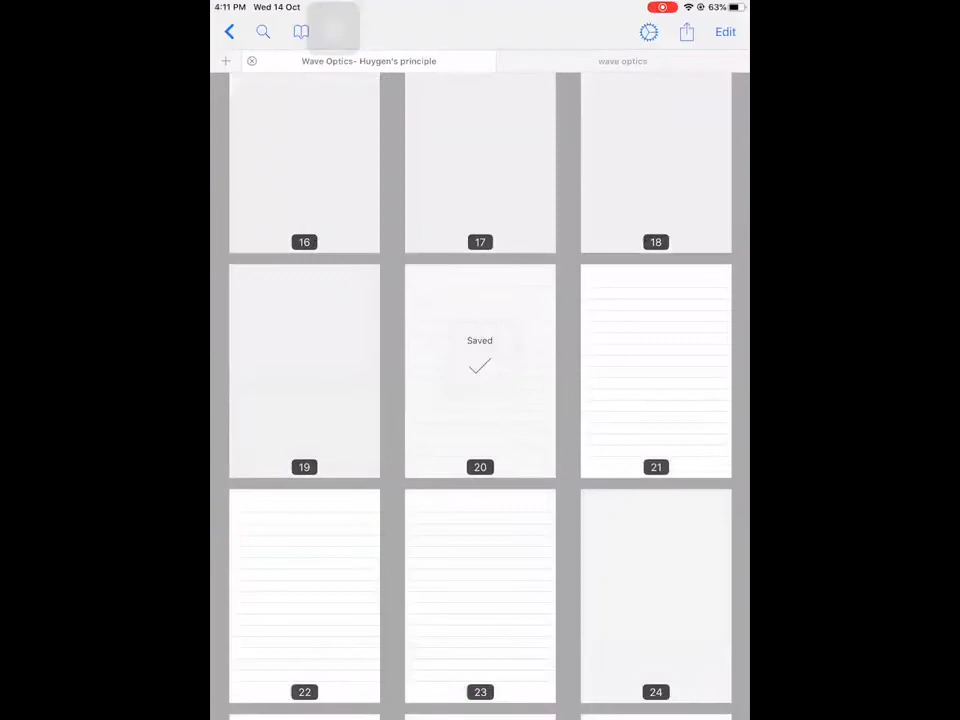 4:11 PM Wed 14 Oct 63%
Edit
Wave Optics- Huygen's principle wave optics
16 17 18
Saved
19 20 21
22 23 24